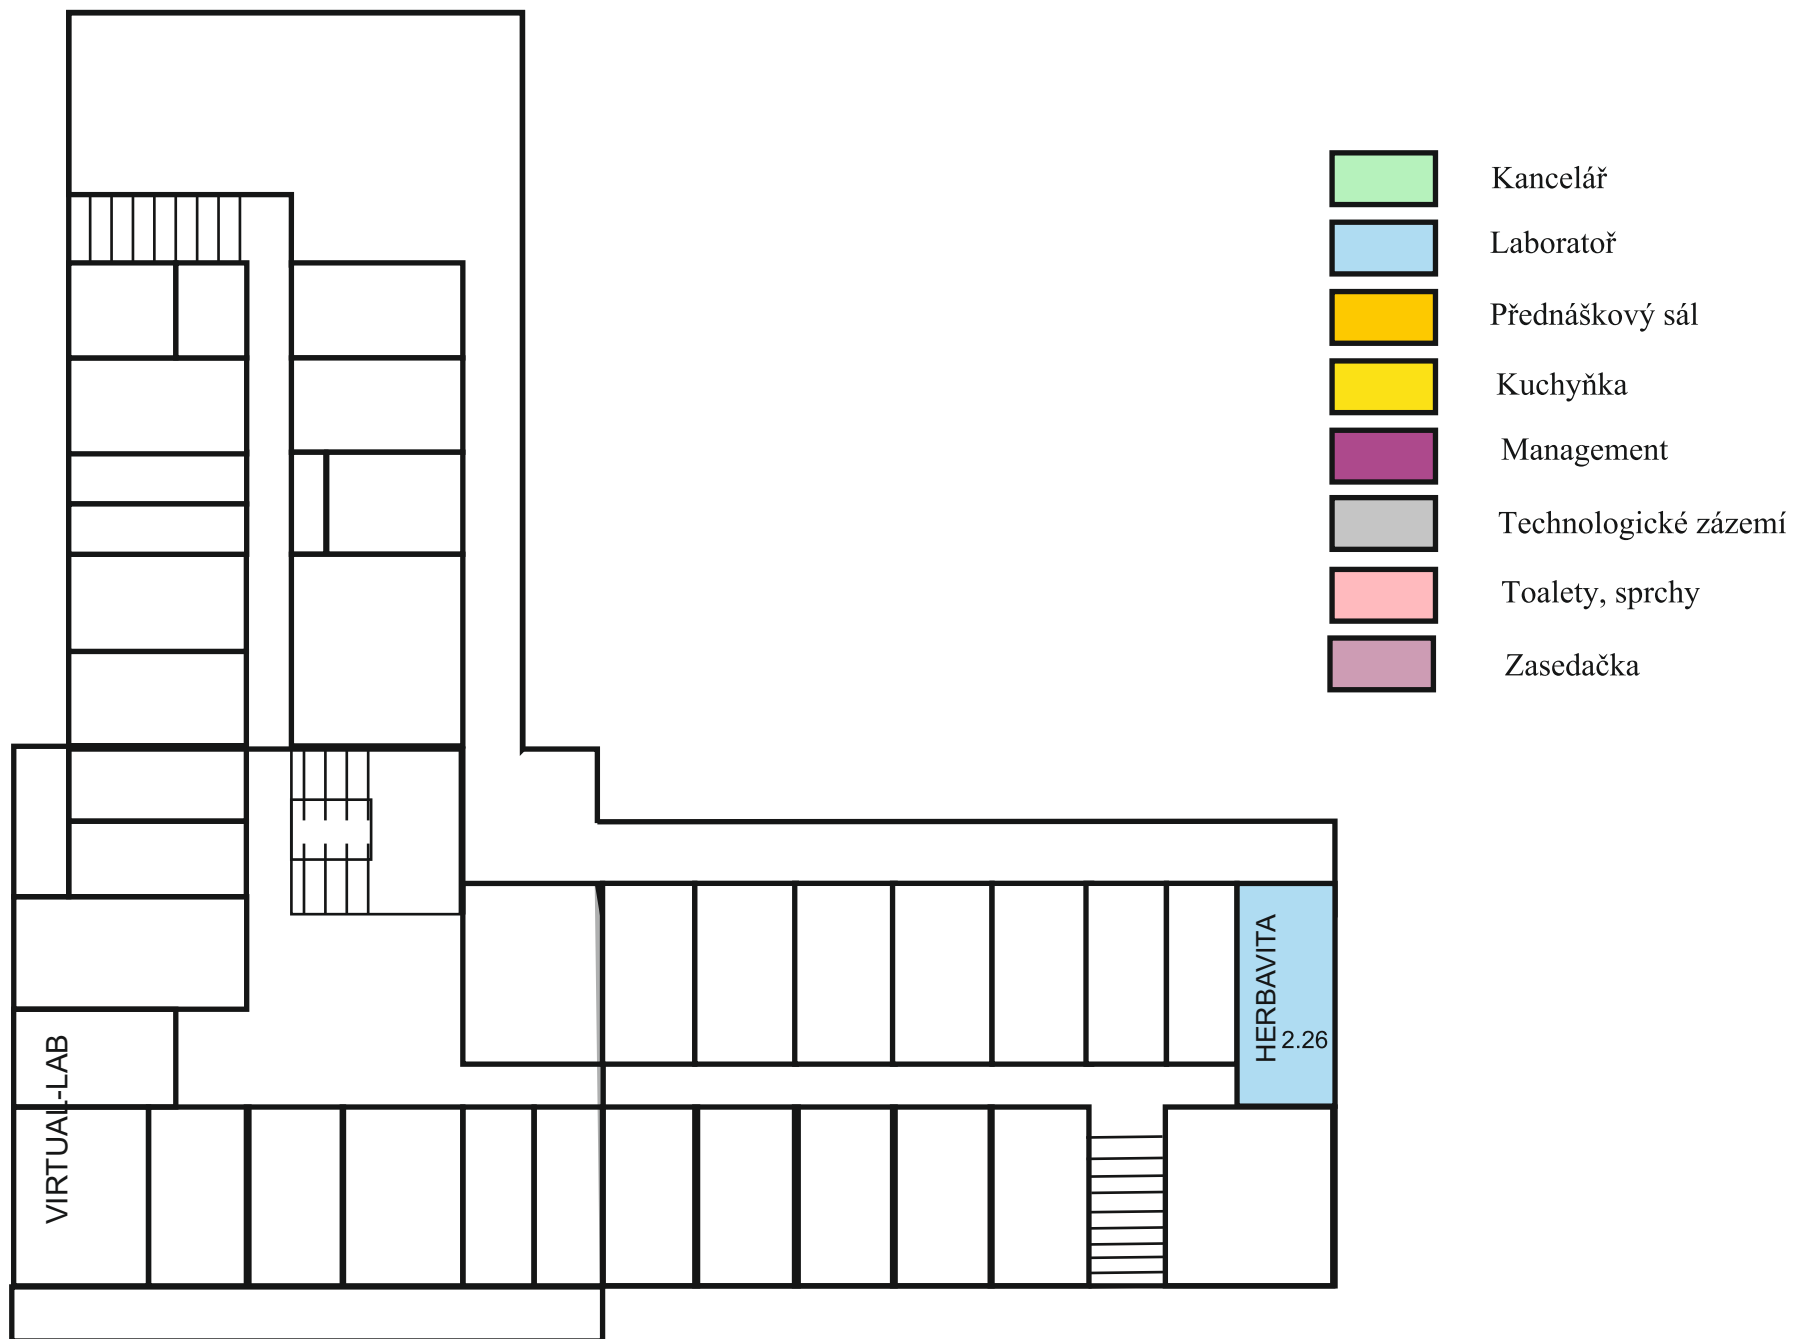 Kancelář
Laboratoř
Přednáškový sál
Kuchyňka
Management
Technologické zázemí
Toalety, sprchy
Zasedačka
HERBAVITA
2.26
VIRTUAL-LAB